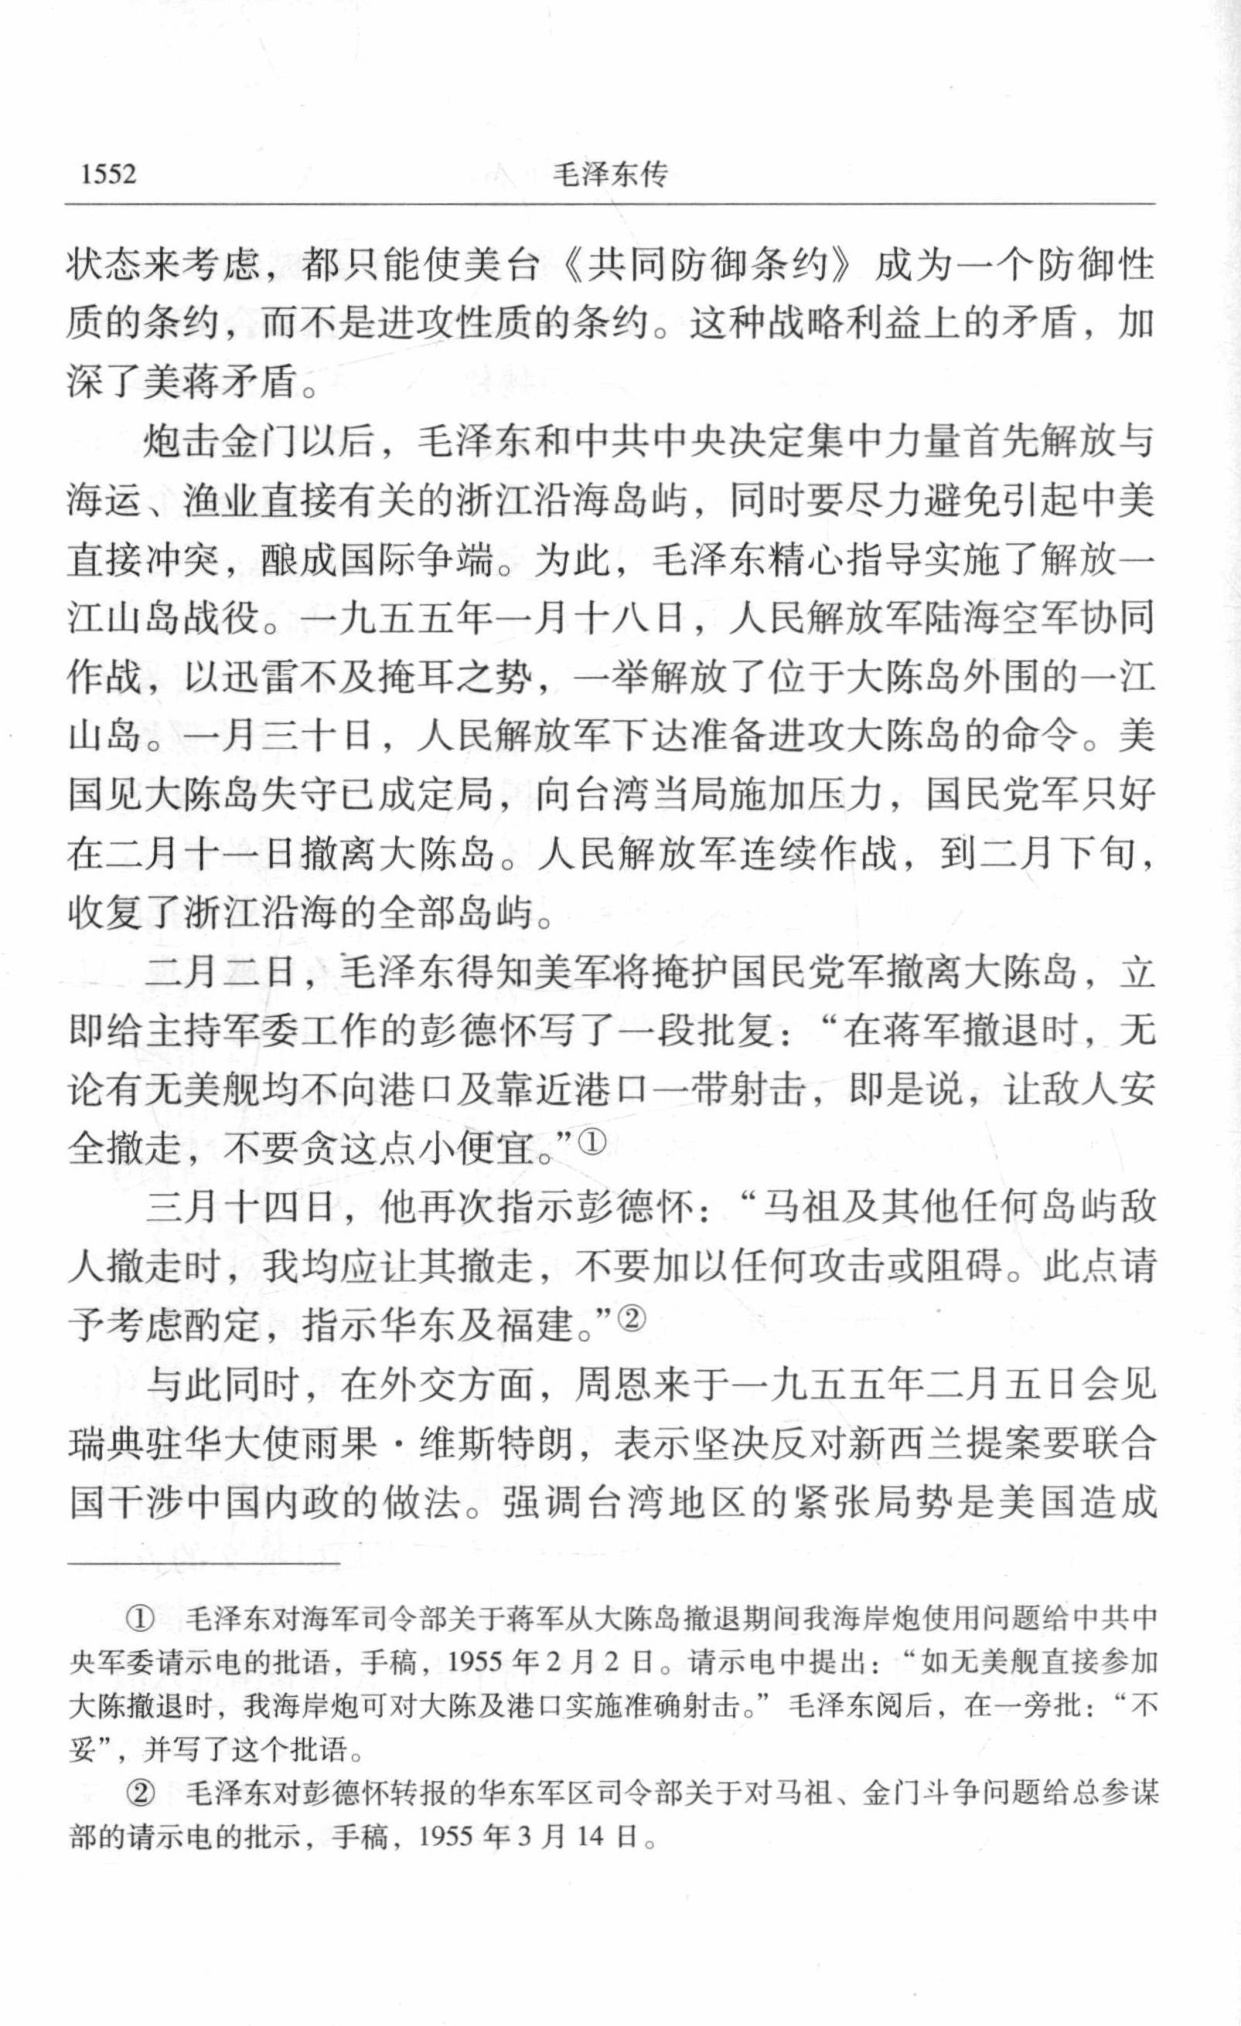 1552 毛泽东传
状态来考虑，都只能使美台《共同防御条约》成为一个防御性
质的条约，而不是进攻性质的条约。这种战略利益上的矛盾，加
深了美蒋矛盾。
炮击金门以后，毛泽东和中共中央决定集中力量首先解放与
海运、渔业直接有关的浙江沿海岛屿，同时要尽力避免引起中美
直接冲突，酿成国际争端。为此，毛泽东精心指导实施了解放一
江山岛战役。一九五五年一月十八日，人民解放军陆海空军协同
作战，以迅雷不及掩耳之势，一举解放了位于大陈岛外围的一江
山岛。一月三十日，人民解放军下达准备进攻大陈岛的命令。美
国见大陈岛失守已成定局，向台湾当局施加压力，国民党军只好
在二月十一日撤离大陈岛。人民解放军连续作战，到二月下旬，
收复了浙江沿海的全部岛屿。
二月二日，毛泽东得知美军将掩护国民党军撤离大陈岛，立
即给主持军委工作的彭德怀写了一段批复：“在蒋军撤退时，无
论有无美舰均不向港口及靠近港口一带射击，即是说，让敌人安
全撤走，不要贪这点小便宜。”①
三月十四日，他再次指示彭德怀：“马祖及其他任何岛屿敌
人撤走时，我均应让其撤走，不要加以任何攻击或阻碍。此点请
予考虑酌定，指示华东及福建。”②
与此同时，在外交方面，周恩来于一九五五年二月五日会见
瑞典驻华大使雨果·维斯特朗，表示坚决反对新西兰提案要联合
国干涉中国内政的做法。强调台湾地区的紧张局势是美国造成
① 毛泽东对海军司令部关于蒋军从大陈岛撤退期间我海岸炮使用问题给中共中
央军委请示电的批语，手稿，1955年2月2日。请示电中提出：“如无美舰直接参加
大陈撤退时，我海岸炮可对大陈及港口实施准确射击。”毛泽东阅后，在一旁批：“不
妥”，并写了这个批语。
② 毛泽东对彭德怀转报的华东军区司令部关于对马祖、金门斗争问题给总参谋
部的请示电的批示，手稿，1955年3月14日。